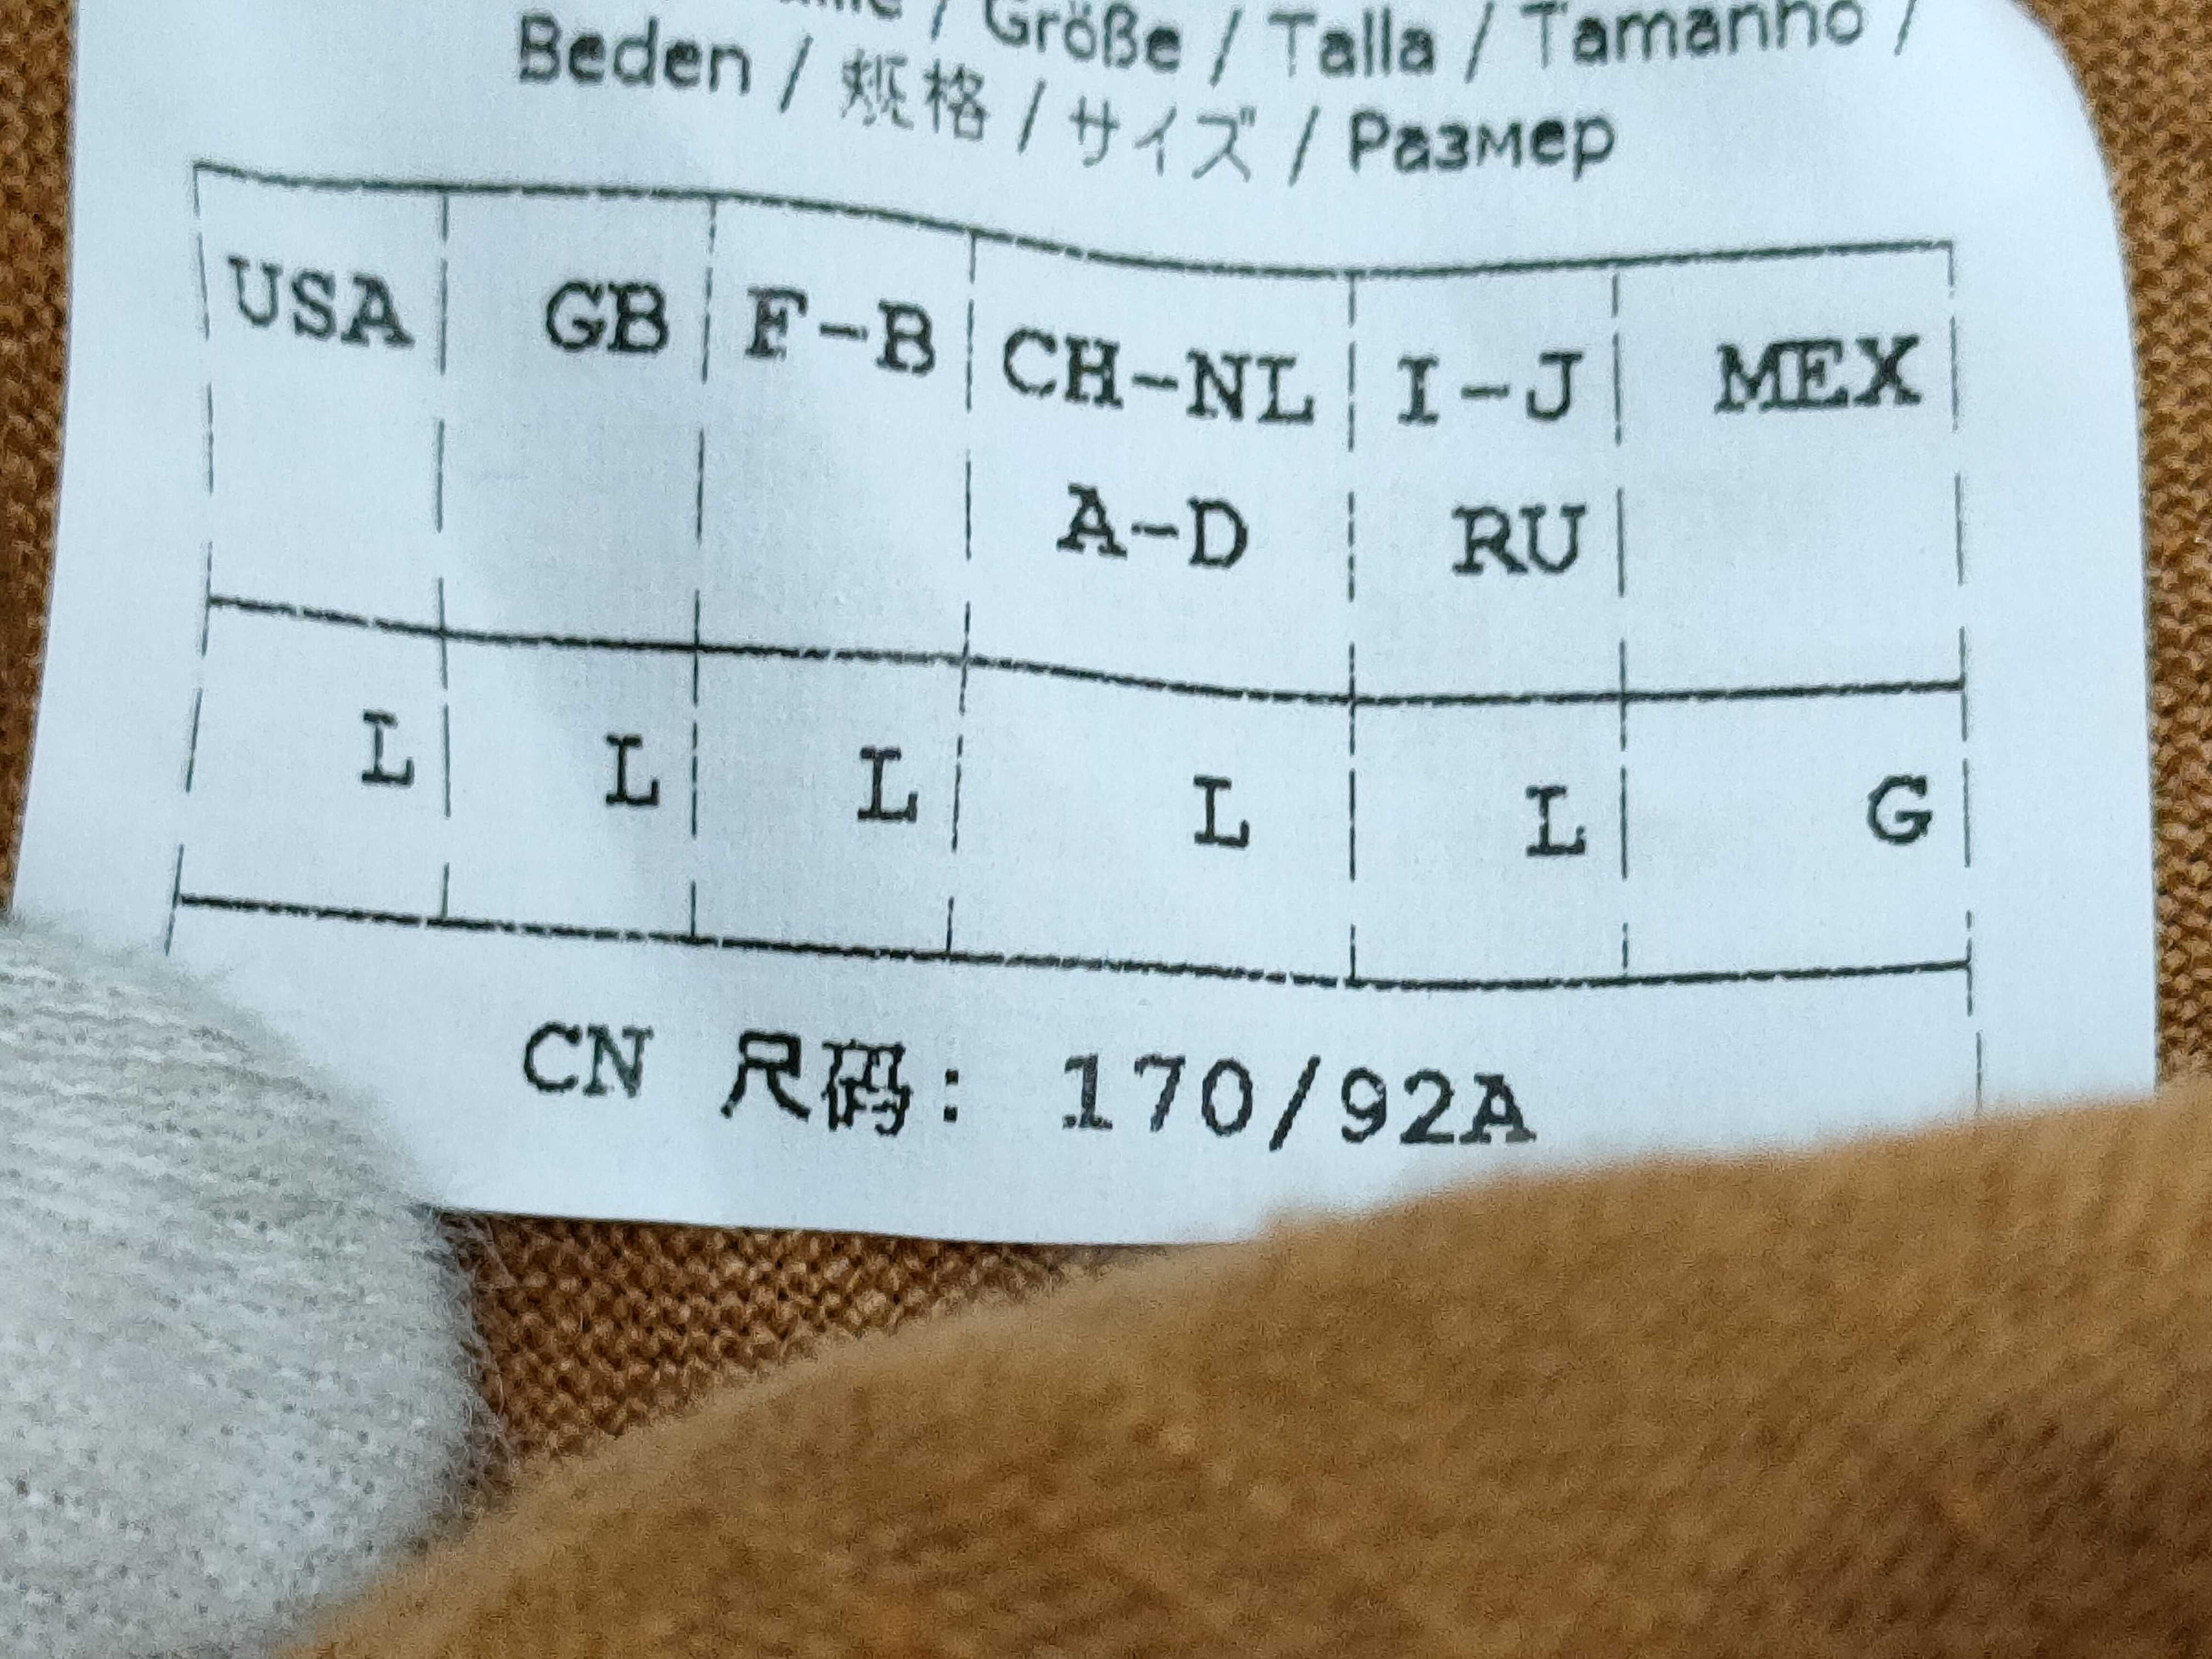 / Größe / Talla / Tamanho /
Beden / 规格 / サイズ / Размер
USA GB F-B CH-NL I-J MEX
A-D RU
L L L L L G
CN 尺码: 170/92A